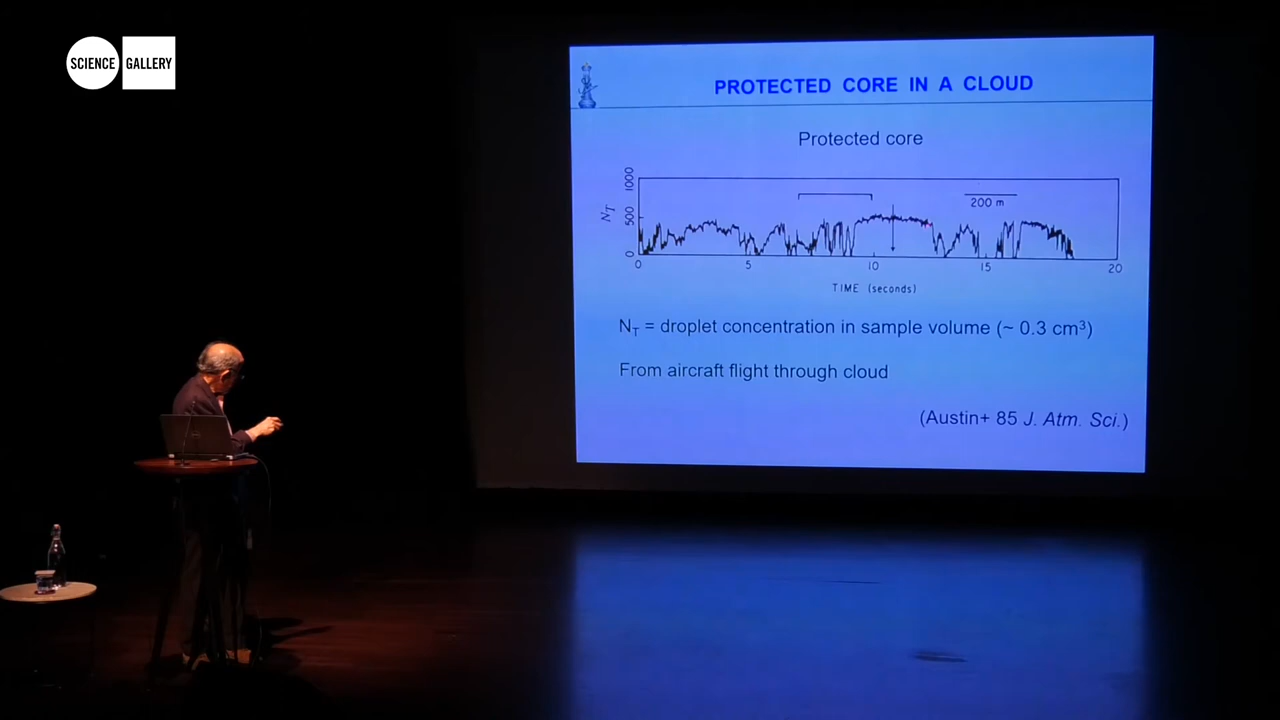 SCIENCE GALLERY
PROTECTED CORE IN A CLOUD
Protected core
1000
500
0
N_T
200 m
0 5 10 15 20
TIME (seconds)
N_T = droplet concentration in sample volume (~ 0.3 cm³)
From aircraft flight through cloud
(Austin+ 85 J. Atm. Sci.)